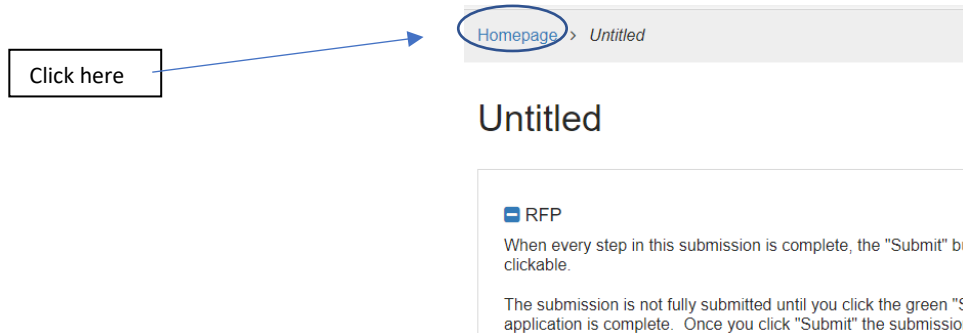 Homepage > Untitled
Click here
Untitled
RFP
When every step in this submission is complete, the "Submit"
clickable.
The submission is not fully submitted until you click the green
application is complete. Once you click "Submit" the